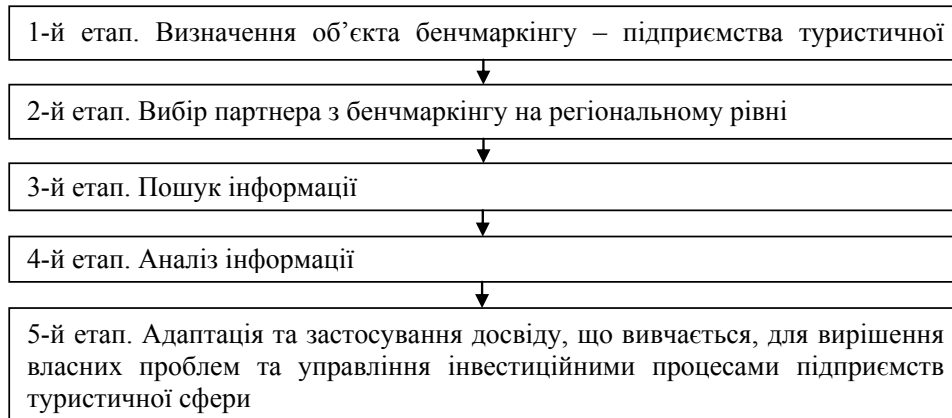 1-й етап. Визначення об’єкта бенчмаркінгу – підприємства туристичної
2-й етап. Вибір партнера з бенчмаркінгу на регіональному рівні
3-й етап. Пошук інформації
4-й етап. Аналіз інформації
5-й етап. Адаптація та застосування досвіду, що вивчається, для вирішення
власних проблем та управління інвестиційними процесами підприємств
туристичної сфери